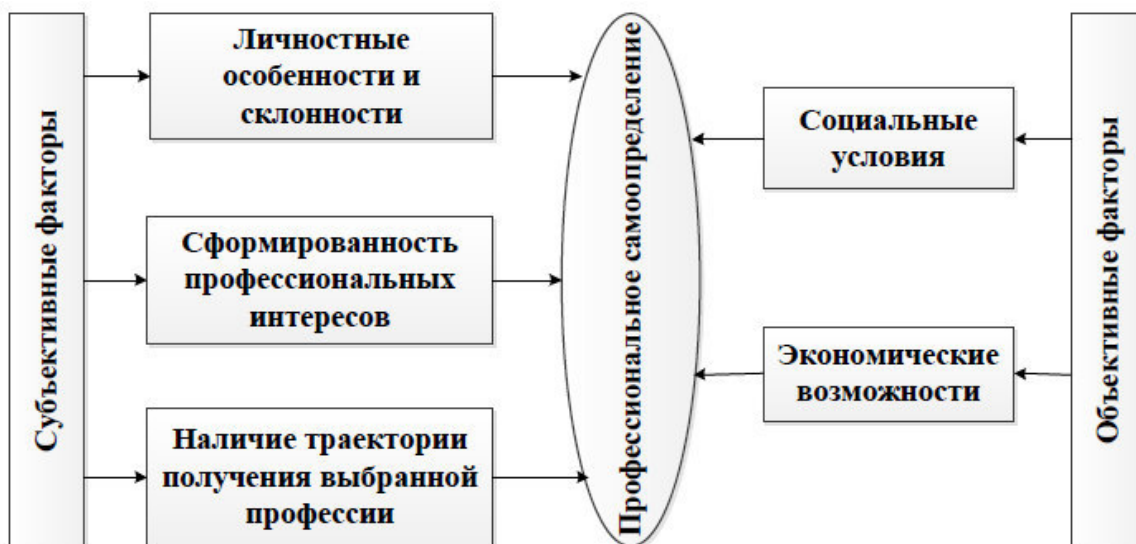 Субъективные факторы
Личностные
особенности и
склонности
Сформированность
профессиональных
интересов
Наличие траектории
получения выбранной
профессии
Профессиональное самоопределение
Социальные
условия
Экономические
возможности
Объективные факторы